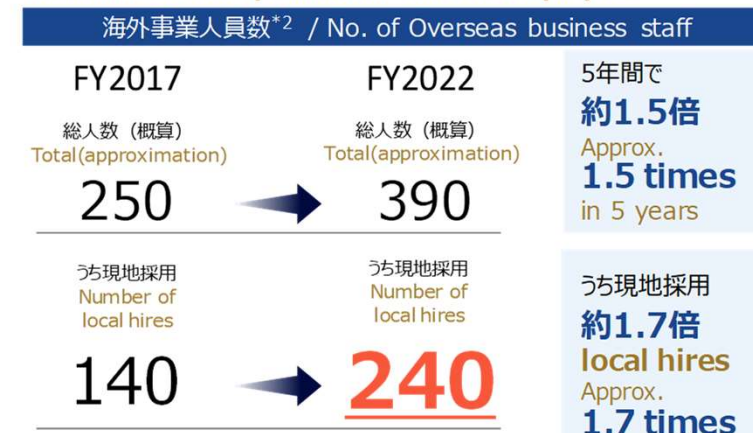 海外事業人員数*2 / No. of Overseas business staff
FY2017
FY2022
総人数（概算）
Total(approximation)
250
総人数（概算）
Total(approximation)
390
5年間で
約1.5倍
Approx.
1.5 times
in 5 years
うち現地採用
Number of
local hires
140
うち現地採用
Number of
local hires
240
うち現地採用
約1.7倍
local hires
Approx.
1.7 times